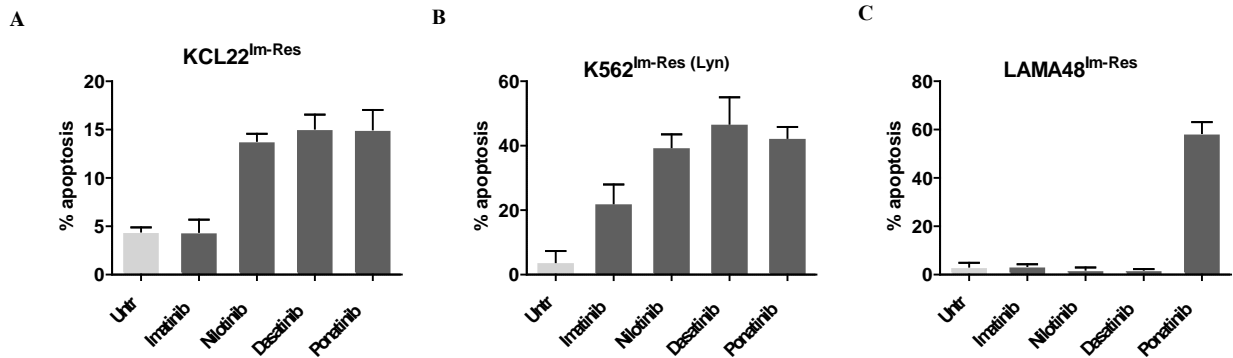 A
KCL22Im-Res
% apoptosis
20
15
10
5
0
Untr
Imatinib
Nilotinib
Dasatinib
Ponatinib
B
K562Im-Res (Lyn)
% apoptosis
60
40
20
0
Untr
Imatinib
Nilotinib
Dasatinib
Ponatinib
C
LAMA48Im-Res
% apoptosis
80
60
40
20
0
Untr
Imatinib
Nilotinib
Dasatinib
Ponatinib